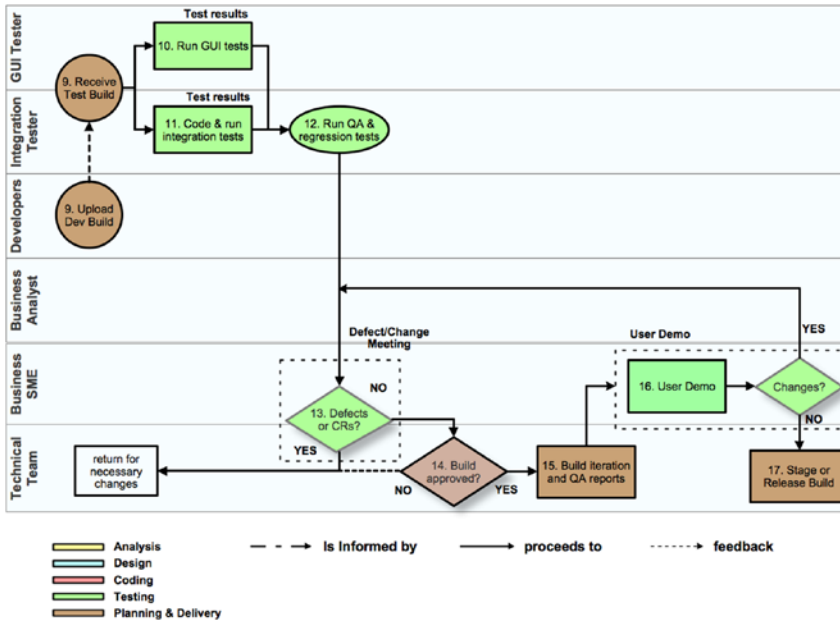 GUI Tester
Integration
Tester
Developers
Business
Analyst
Business
SME
Technical
Team
Test results
10. Run GUI tests
9. Receive
Test Build
Test results
11. Code & run
integration tests
12. Run QA &
regression tests
9. Upload
Dev Build
Defect/Change
Meeting
NO
13. Defects
or CRs?
YES
User Demo
YES
16. User Demo
Changes?
NO
return for
necessary
changes
14. Build
approved?
NO
YES
15. Build iteration
and QA reports
17. Stage or
Release Build
Analysis
Design
Coding
Testing
Planning & Delivery
Is Informed by
proceeds to
feedback